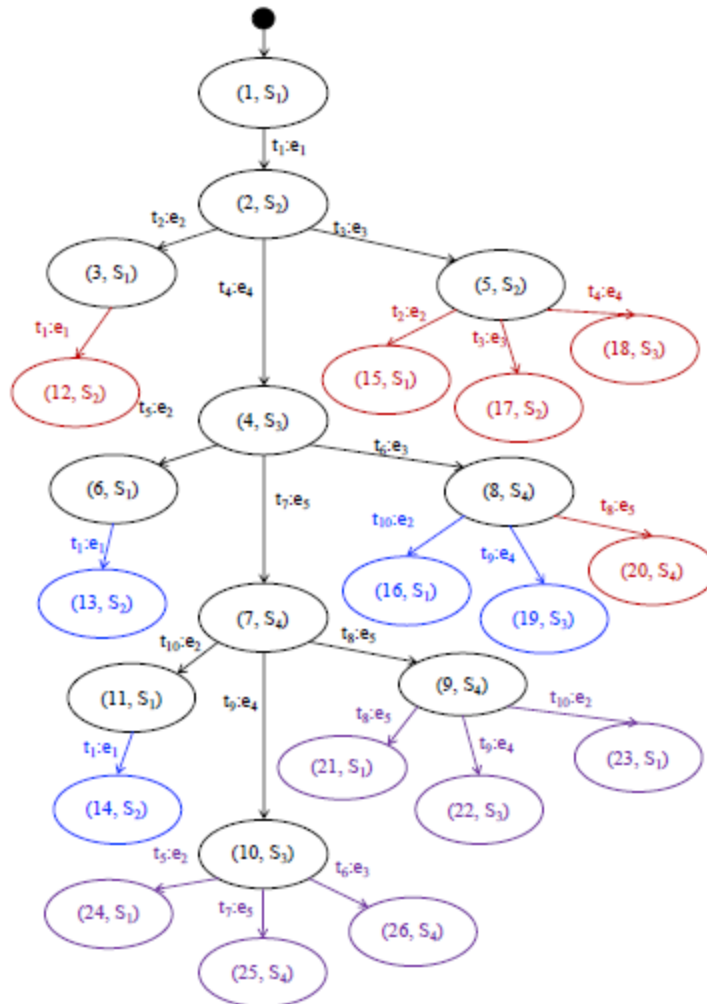 (1, S₁)
t₁:e₁
(2, S₂)
t₂:e₂
t₃:e₃
(3, S₁)
t₄:e₄
(5, S₂)
t₁:e₁
t₂:e₂
t₃:e₃
t₄:e₄
(12, S₂)
(15, S₁)
(17, S₂)
(18, S₃)
t₅:e₂
(4, S₃)
t₆:e₃
(6, S₁)
t₇:e₅
(8, S₄)
t₁:e₁
t₁₀:e₂
t₉:e₄
t₈:e₅
(13, S₂)
(16, S₁)
(19, S₃)
(20, S₄)
(7, S₄)
t₁₀:e₂
t₈:e₅
(11, S₁)
t₉:e₄
(9, S₄)
t₁:e₁
t₈:e₅
t₉:e₄
t₁₀:e₂
(14, S₂)
(21, S₁)
(22, S₃)
(23, S₁)
(10, S₃)
t₅:e₂
t₇:e₅
t₆:e₃
(24, S₁)
(25, S₄)
(26, S₄)